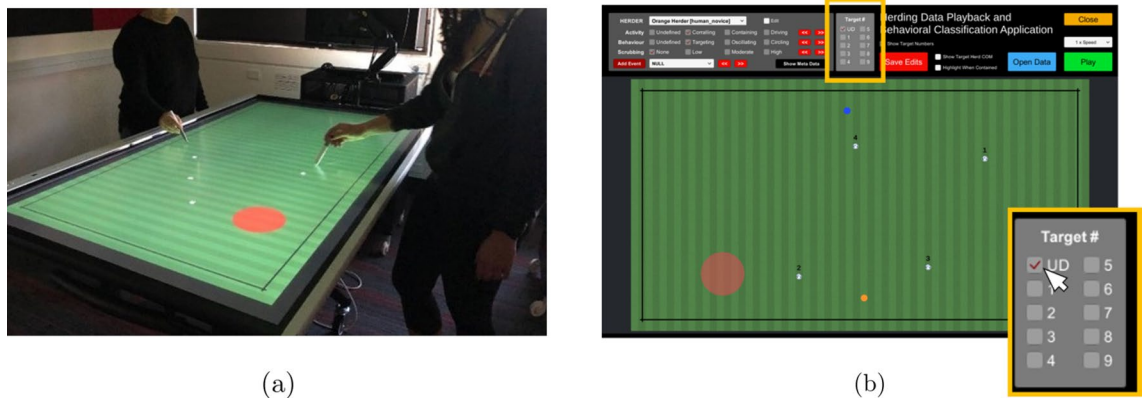 HERDER Orange Herder [human_novice] Edit
Activity Undefined Corralling Containing Driving << >>
Behaviour Undefined Targeting Oscillating Circling << >>
Scrubbing None Low Moderate High << >>
Add Event NULL << >> Show Meta Data
Target #
UD 5
1 6
2 7
3 8
4 9
Herding Data Playback and
Behavioral Classification Application
Show Target Numbers
Save Edits
Show Target Herd COM
Highlight When Contained
Open Data
Close
1 x Speed
Play
4
1
3
2
Target #
UD 5
6
2 7
3 8
4 9
(a)
(b)